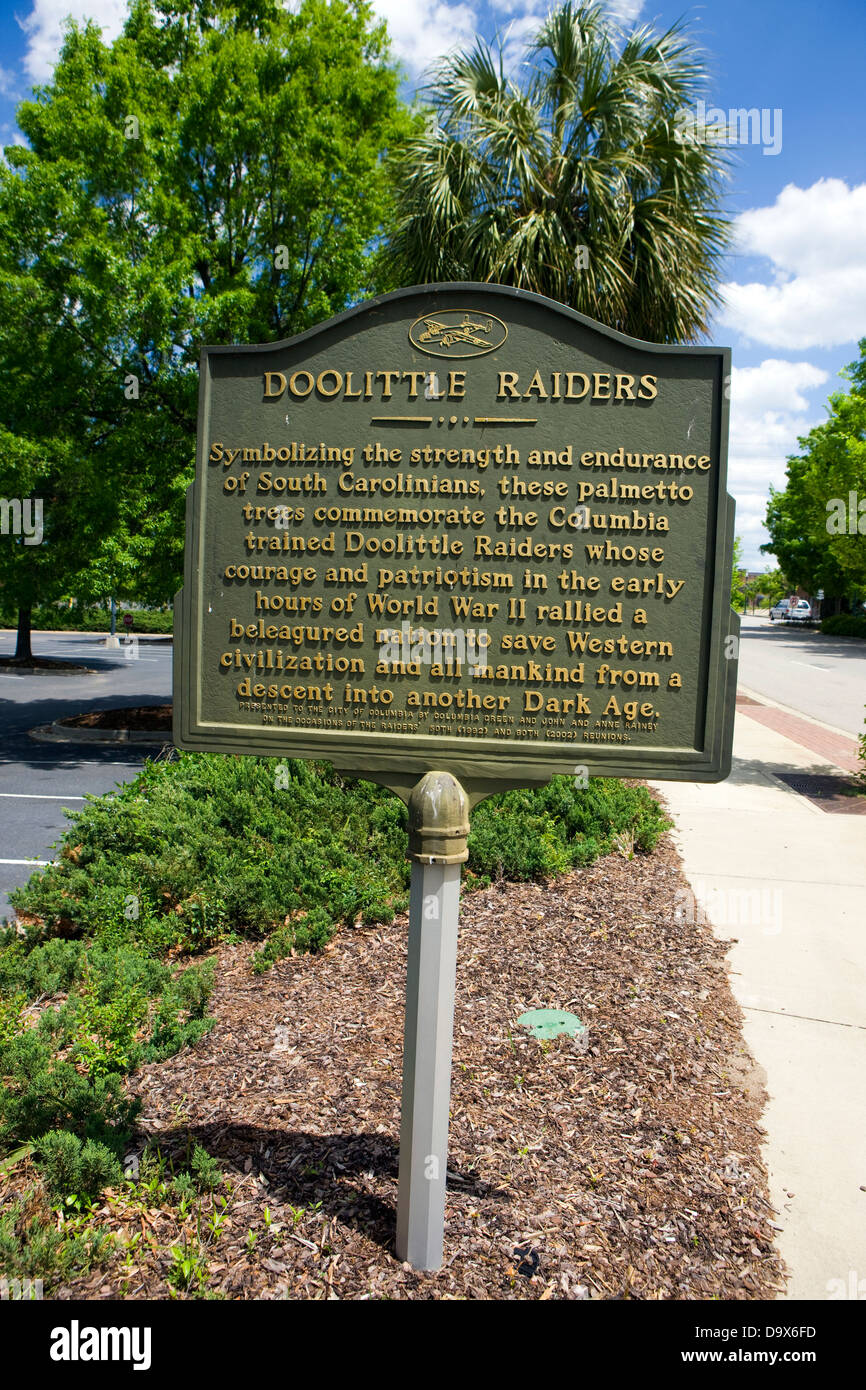 DOOLITTLE RAIDERS
Symbolizing the strength and endurance
of South Carolinians, these palmetto
trees commemorate the Columbia
trained Doolittle Raiders whose
courage and patriotism in the early
hours of World War II rallied a
beleagured nation to save Western
civilization and all mankind from a
descent into another Dark Age.
PRESENTED TO THE CITY OF COLUMBIA BY COLUMBIA GREEN AND JOHN AND ANNE RAINEY
ON THE OCCASIONS OF THE RAIDERS' 50TH (1992) AND 60TH (2002) REUNIONS.
a alamy stock photo
D9X6FD
www.alamy.com